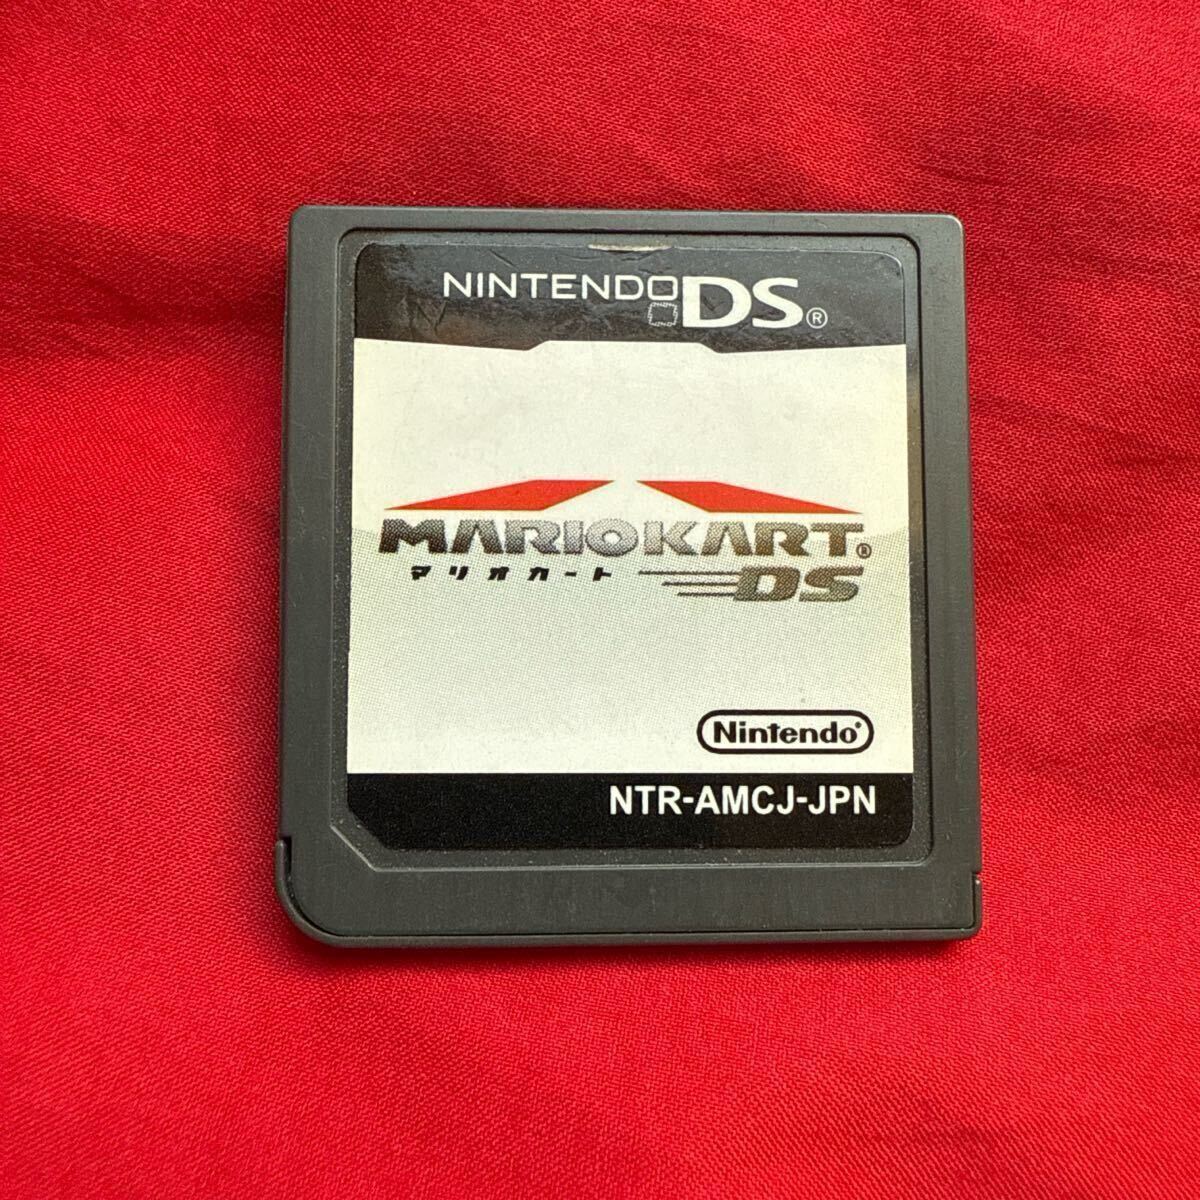 NINTENDO DS®
MARIOKART®
マリオカート DS
Nintendo®
NTR-AMCJ-JPN